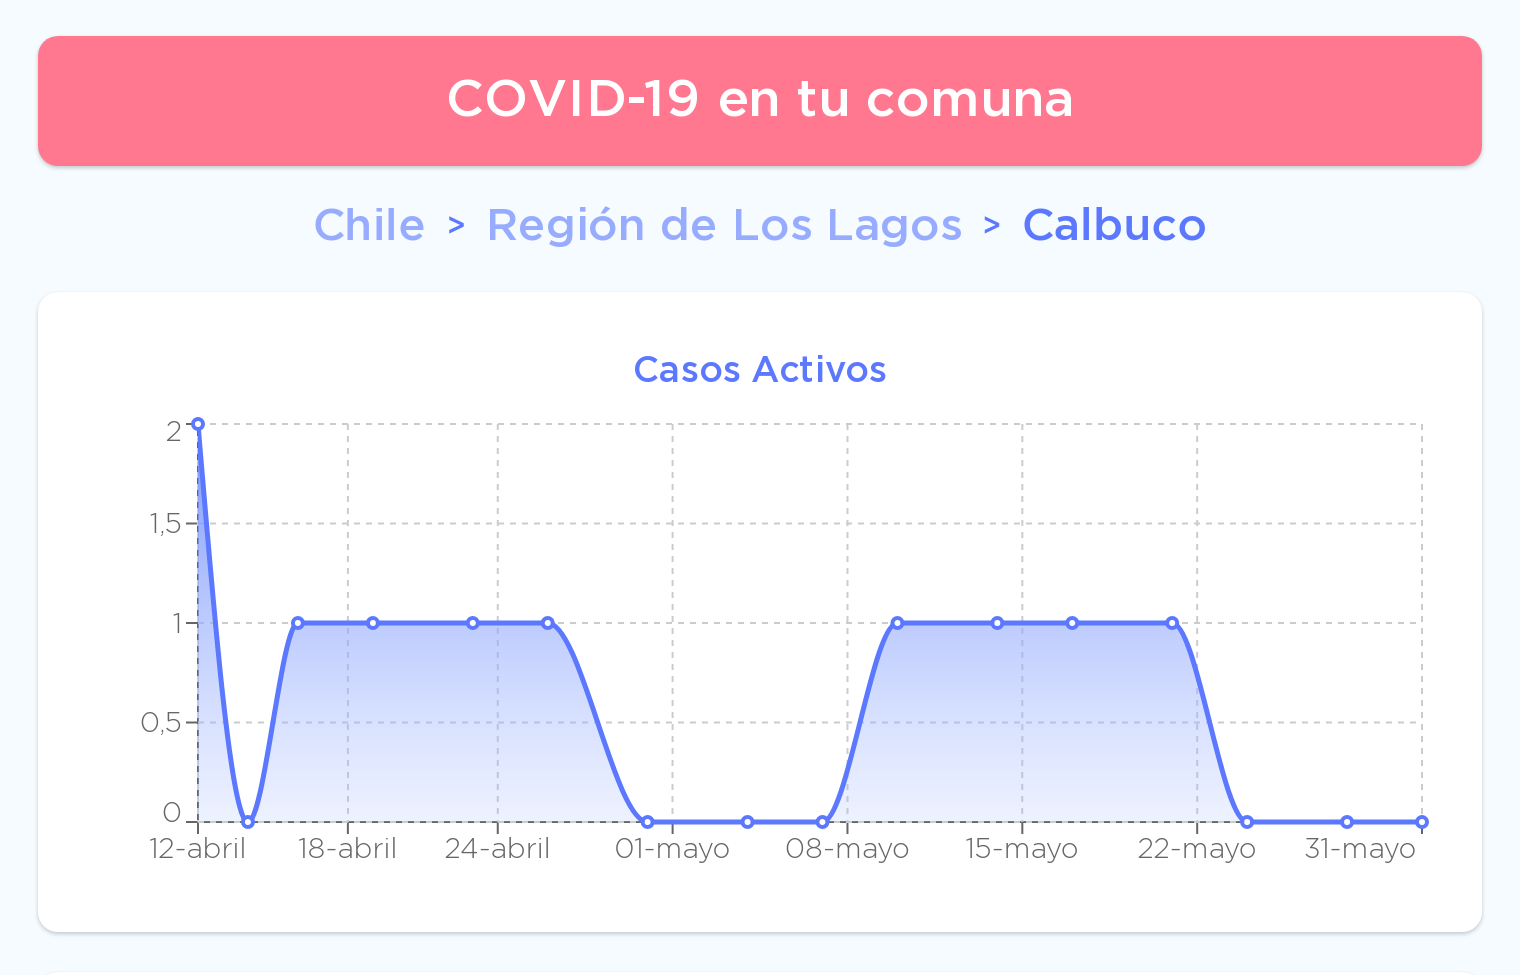 COVID-19 en tu comuna
Chile > Región de Los Lagos > Calbuco
Casos Activos
2
1,5
1
0,5
0
12-abril 18-abril 24-abril 01-mayo 08-mayo 15-mayo 22-mayo 31-mayo